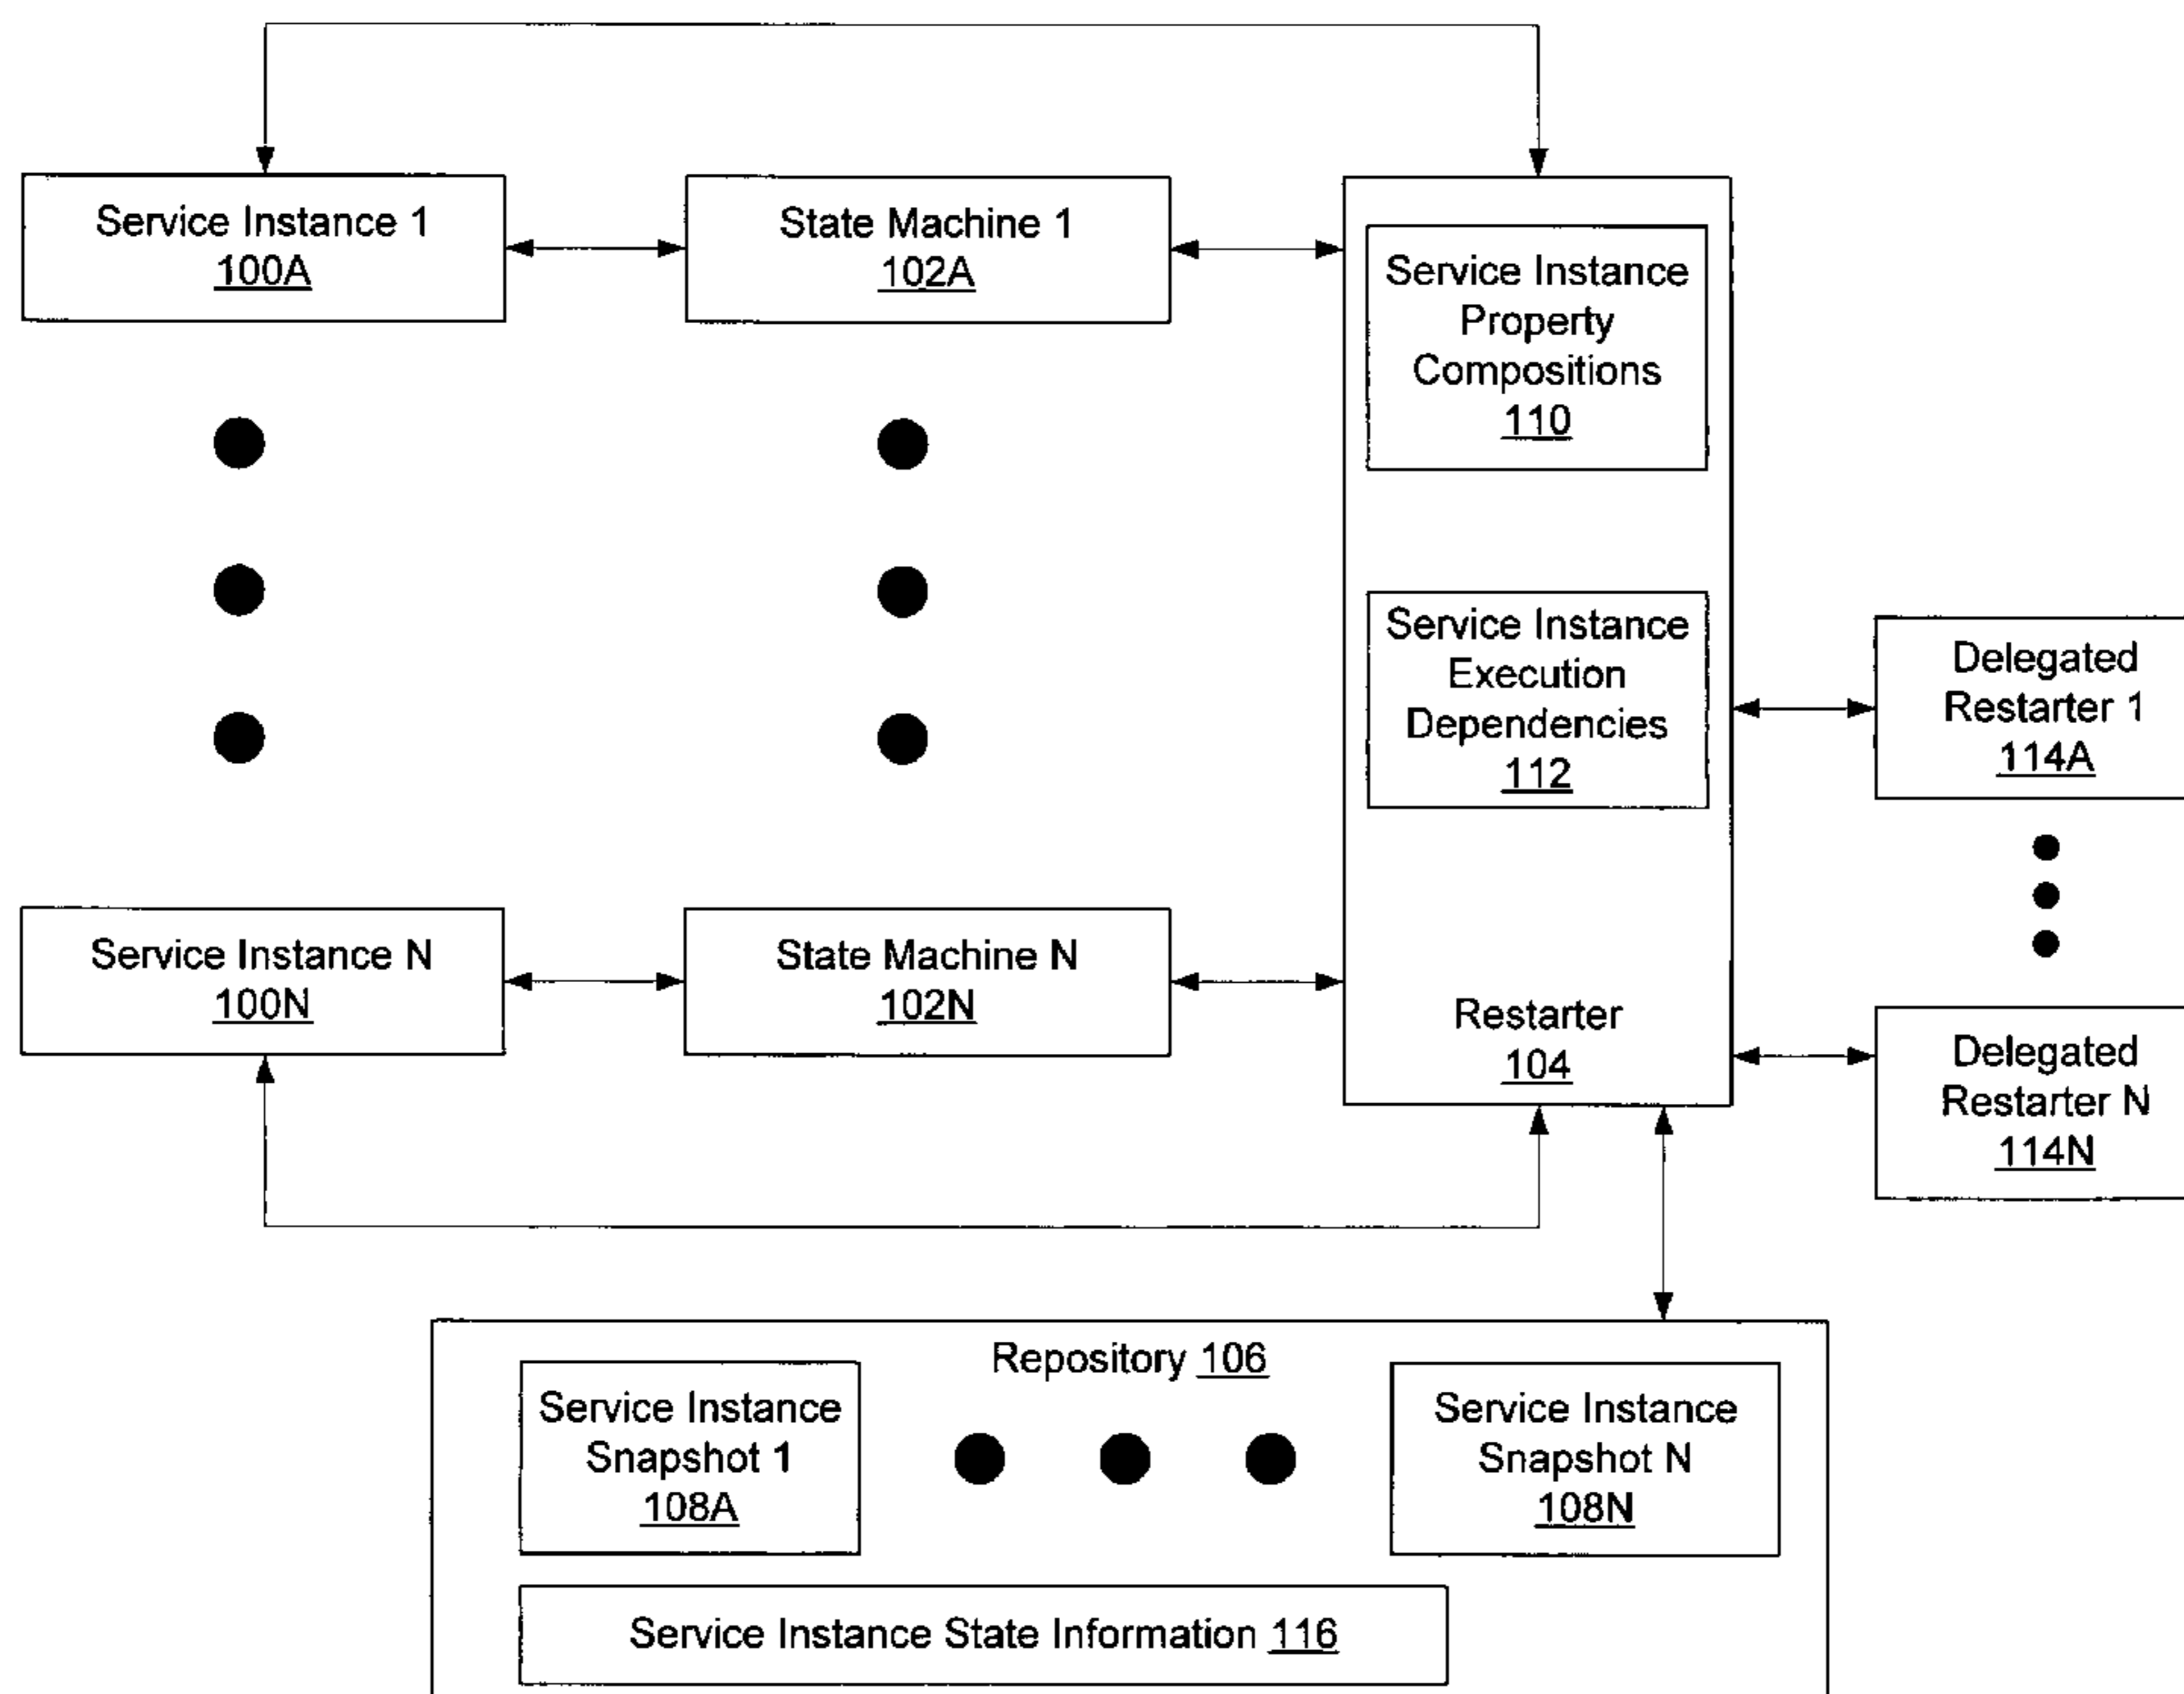 Service Instance 1
100A
State Machine 1
102A
Service Instance
Property
Compositions
110
Service Instance
Execution
Dependencies
112
Delegated
Restarter 1
114A
Service Instance N
100N
State Machine N
102N
Restarter
104
Delegated
Restarter N
114N
Repository 106
Service Instance
Snapshot 1
108A
Service Instance
Snapshot N
108N
Service Instance State Information 116